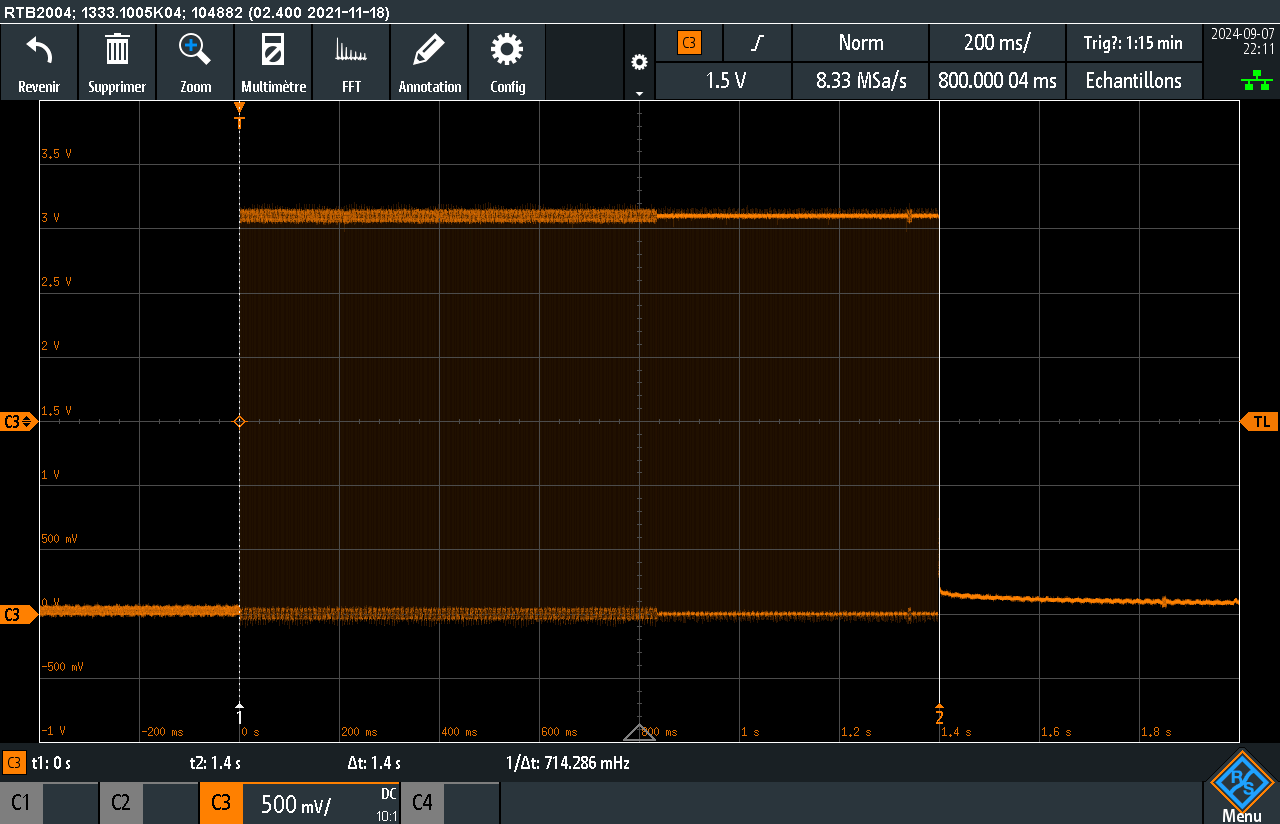 RTB2004; 1333.1005K04; 104882 (02.400 2021-11-18)
Revenir
Supprimer
Zoom
Multimètre
FFT
Annotation
Config
C3
Norm
200 ms/
Trig?: 1:15 min
2024-09-07
22:11
1.5 V
8.33 MSa/s
800.000 04 ms
Echantillons
T
3.5 V
3 V
2.5 V
2 V
1.5 V
C3
TL
1 V
500 mV
0 V
C3
-500 mV
-1 V
-200 ms
0 s
200 ms
400 ms
600 ms
800 ms
1 s
1.2 s
1.4 s
1.6 s
1.8 s
1
2
C3 t1: 0 s
t2: 1.4 s
Δt: 1.4 s
1/Δt: 714.286 mHz
C1
C2
C3
500 mV/
DC
10:1
C4
R S
Menu